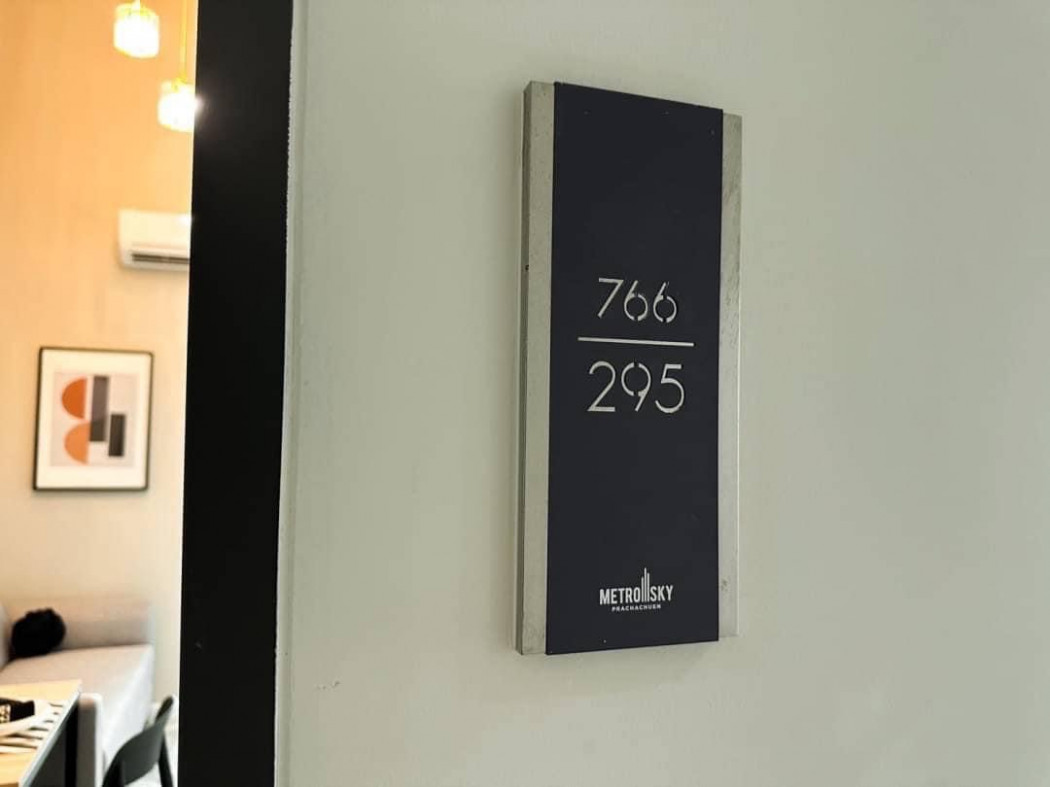 766
295
METRO SKY
PRACHACHUEN